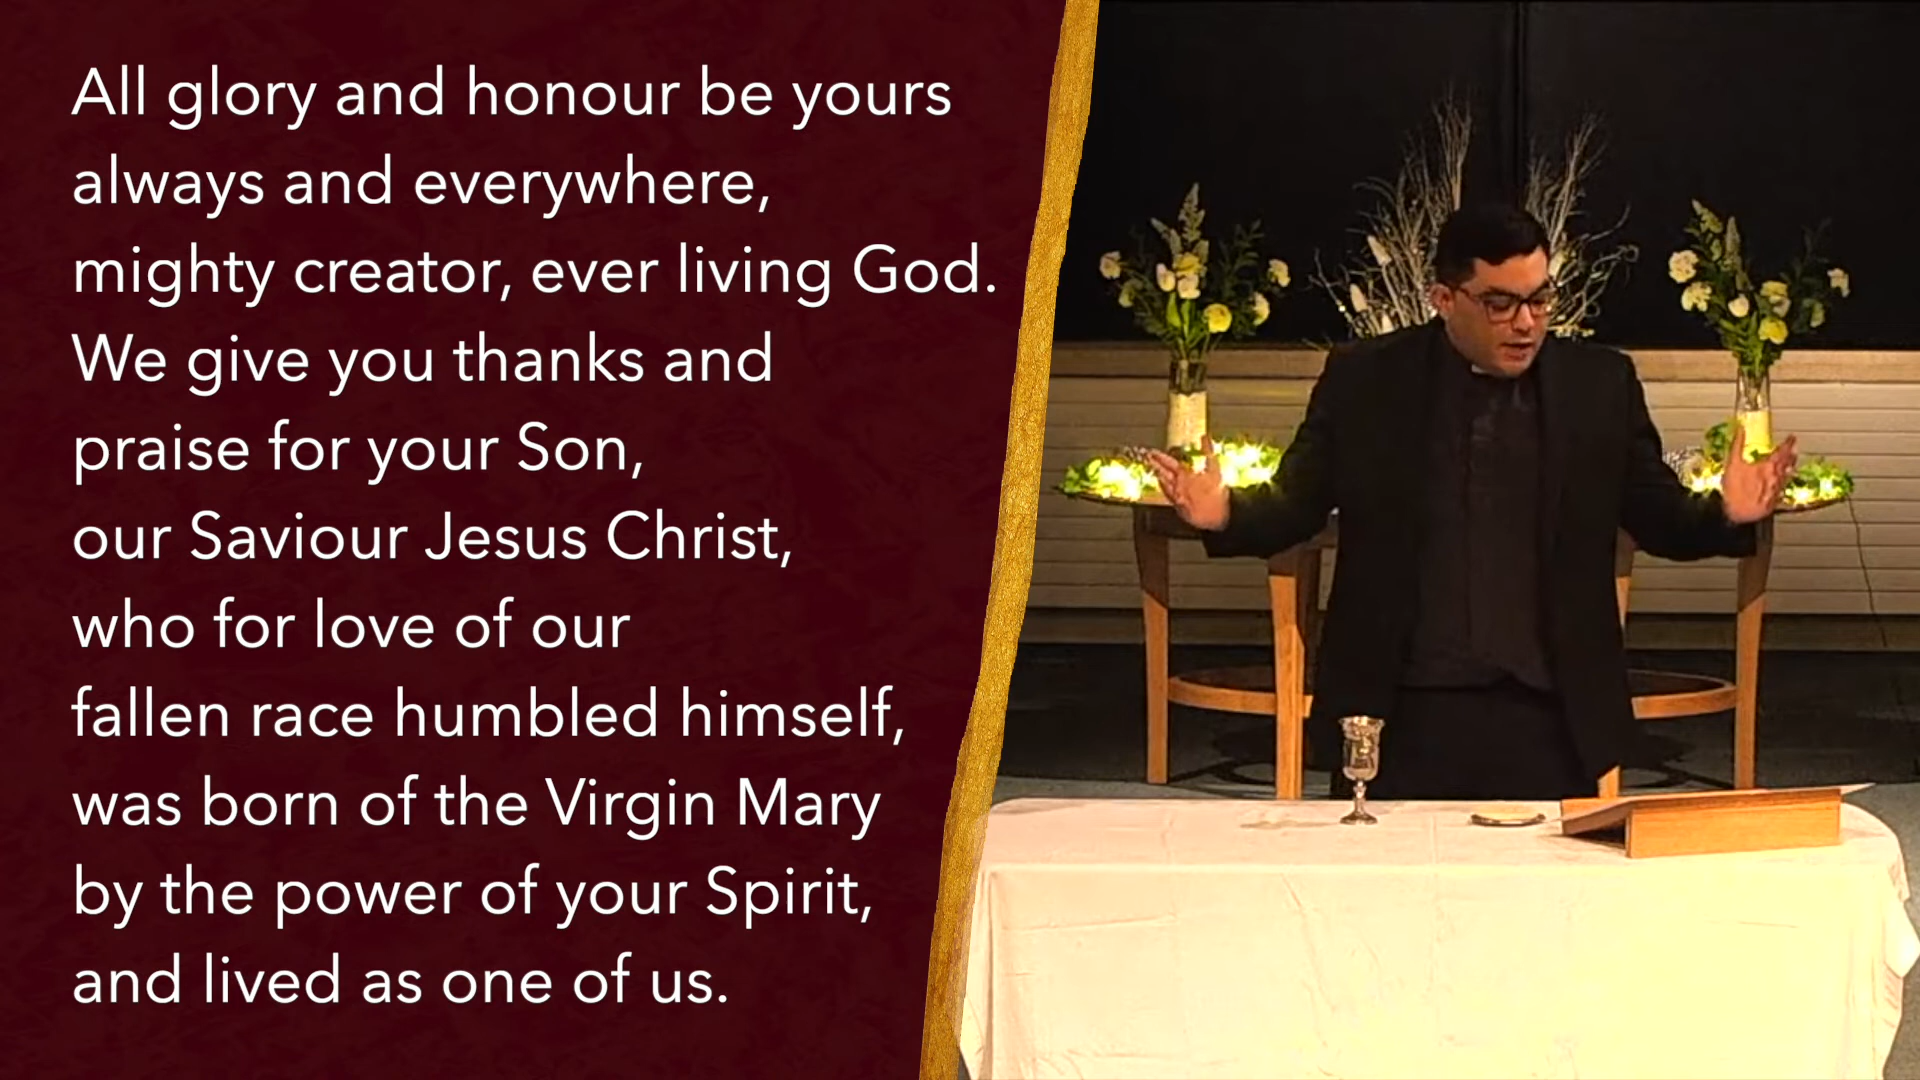 All glory and honour be yours
always and everywhere,
mighty creator, ever living God.
We give you thanks and
praise for your Son,
our Saviour Jesus Christ,
who for love of our
fallen race humbled himself,
was born of the Virgin Mary
by the power of your Spirit,
and lived as one of us.